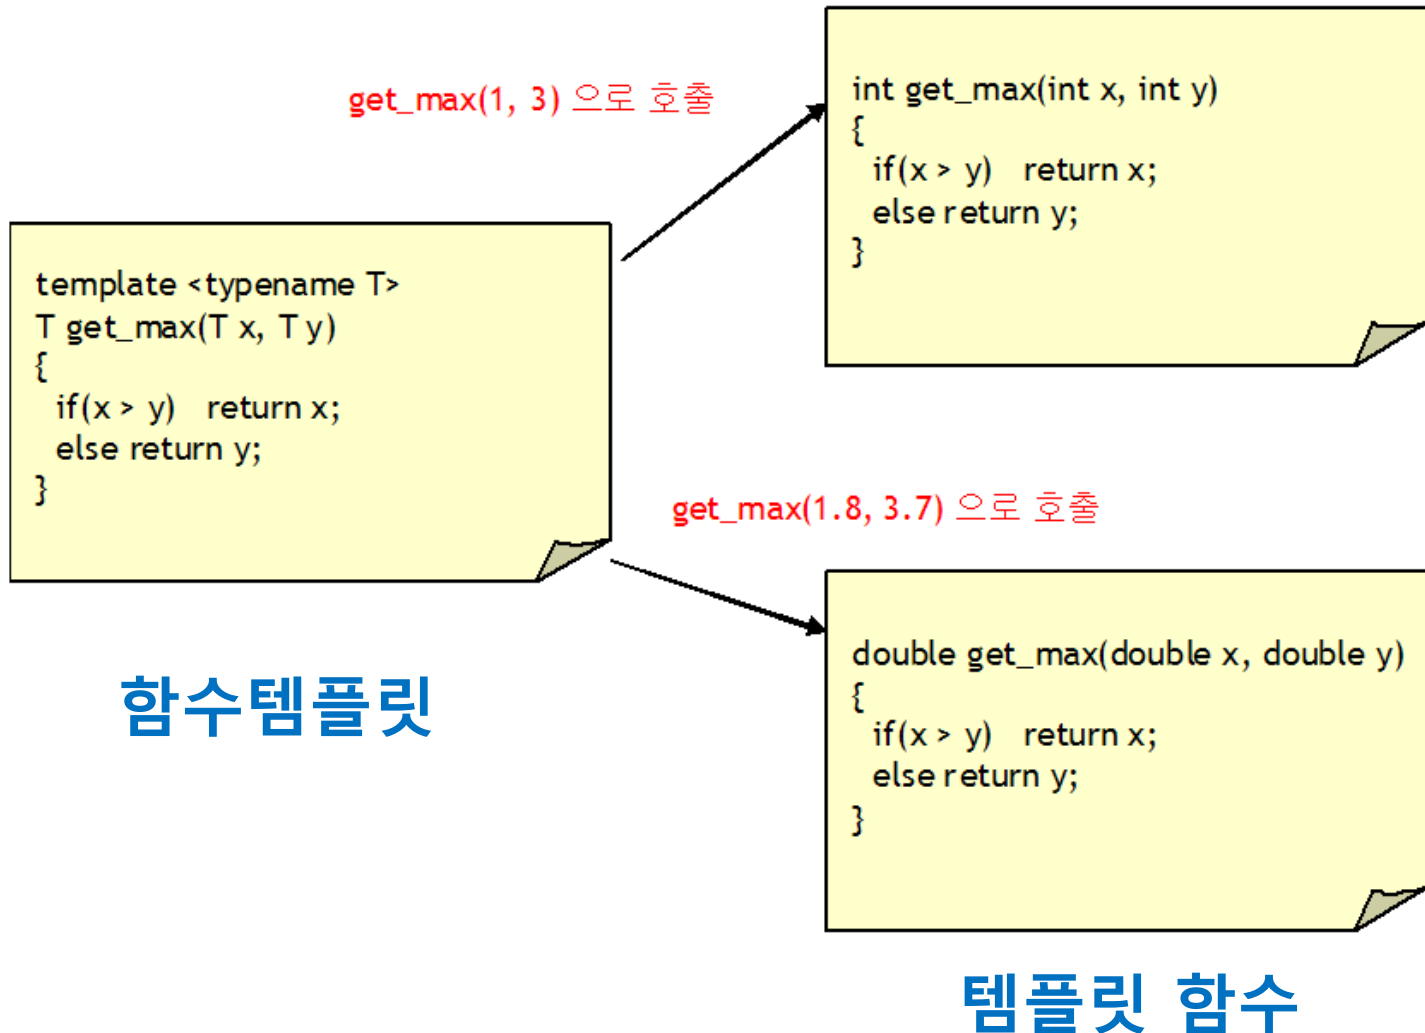 get_max(1, 3) 으로 호출
int get_max(int x, int y)
{
if(x > y) return x;
else return y;
}
template <typename T>
T get_max(T x, T y)
{
if(x > y) return x;
else return y;
}
get_max(1.8, 3.7) 으로 호출
함수템플릿
double get_max(double x, double y)
{
if(x > y) return x;
else return y;
}
템플릿 함수